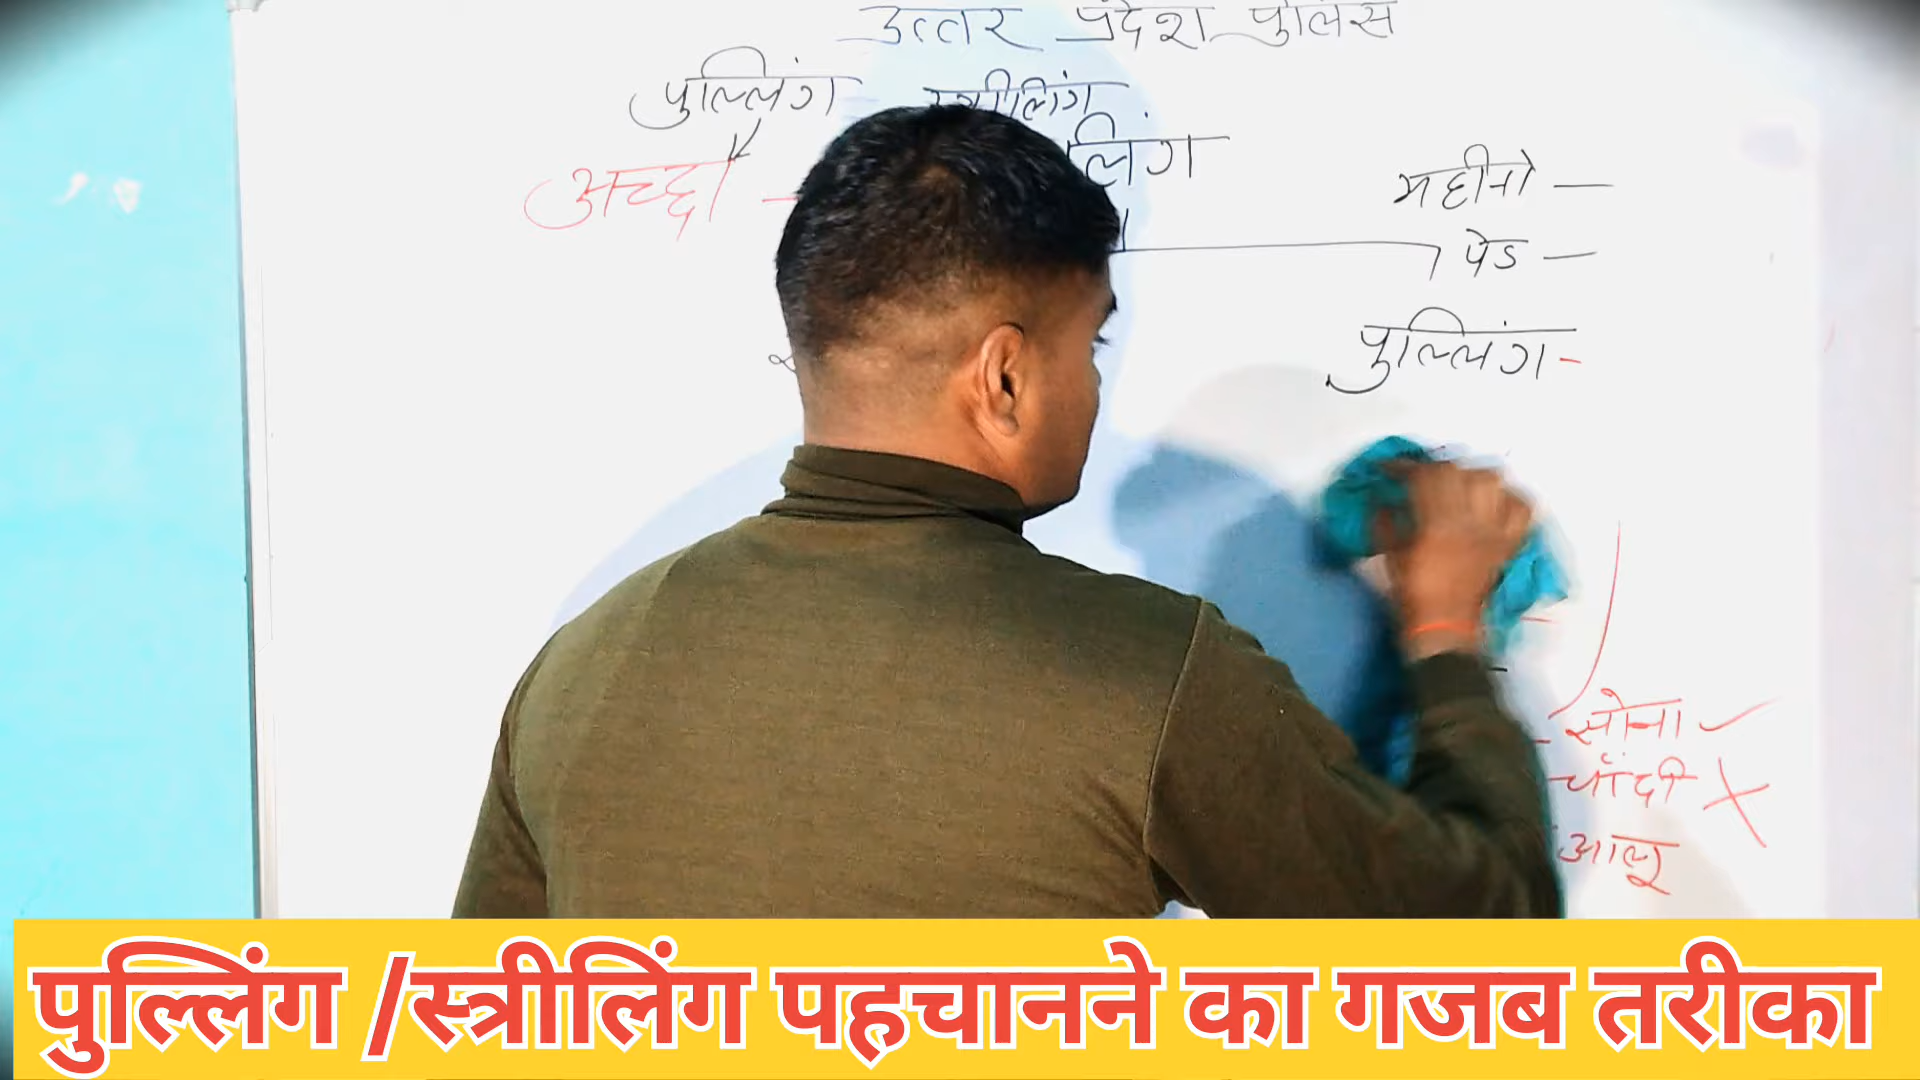 उत्तर प्रदेश पुलिस
पुल्लिंग स्त्रीलिंग
लिंग
अच्छा -
महीनो —
पेड —
पुल्लिंग -
सोना ✓
चाँदी ✗
आलू
पुल्लिंग /स्त्रीलिंग पहचानने का गजब तरीका